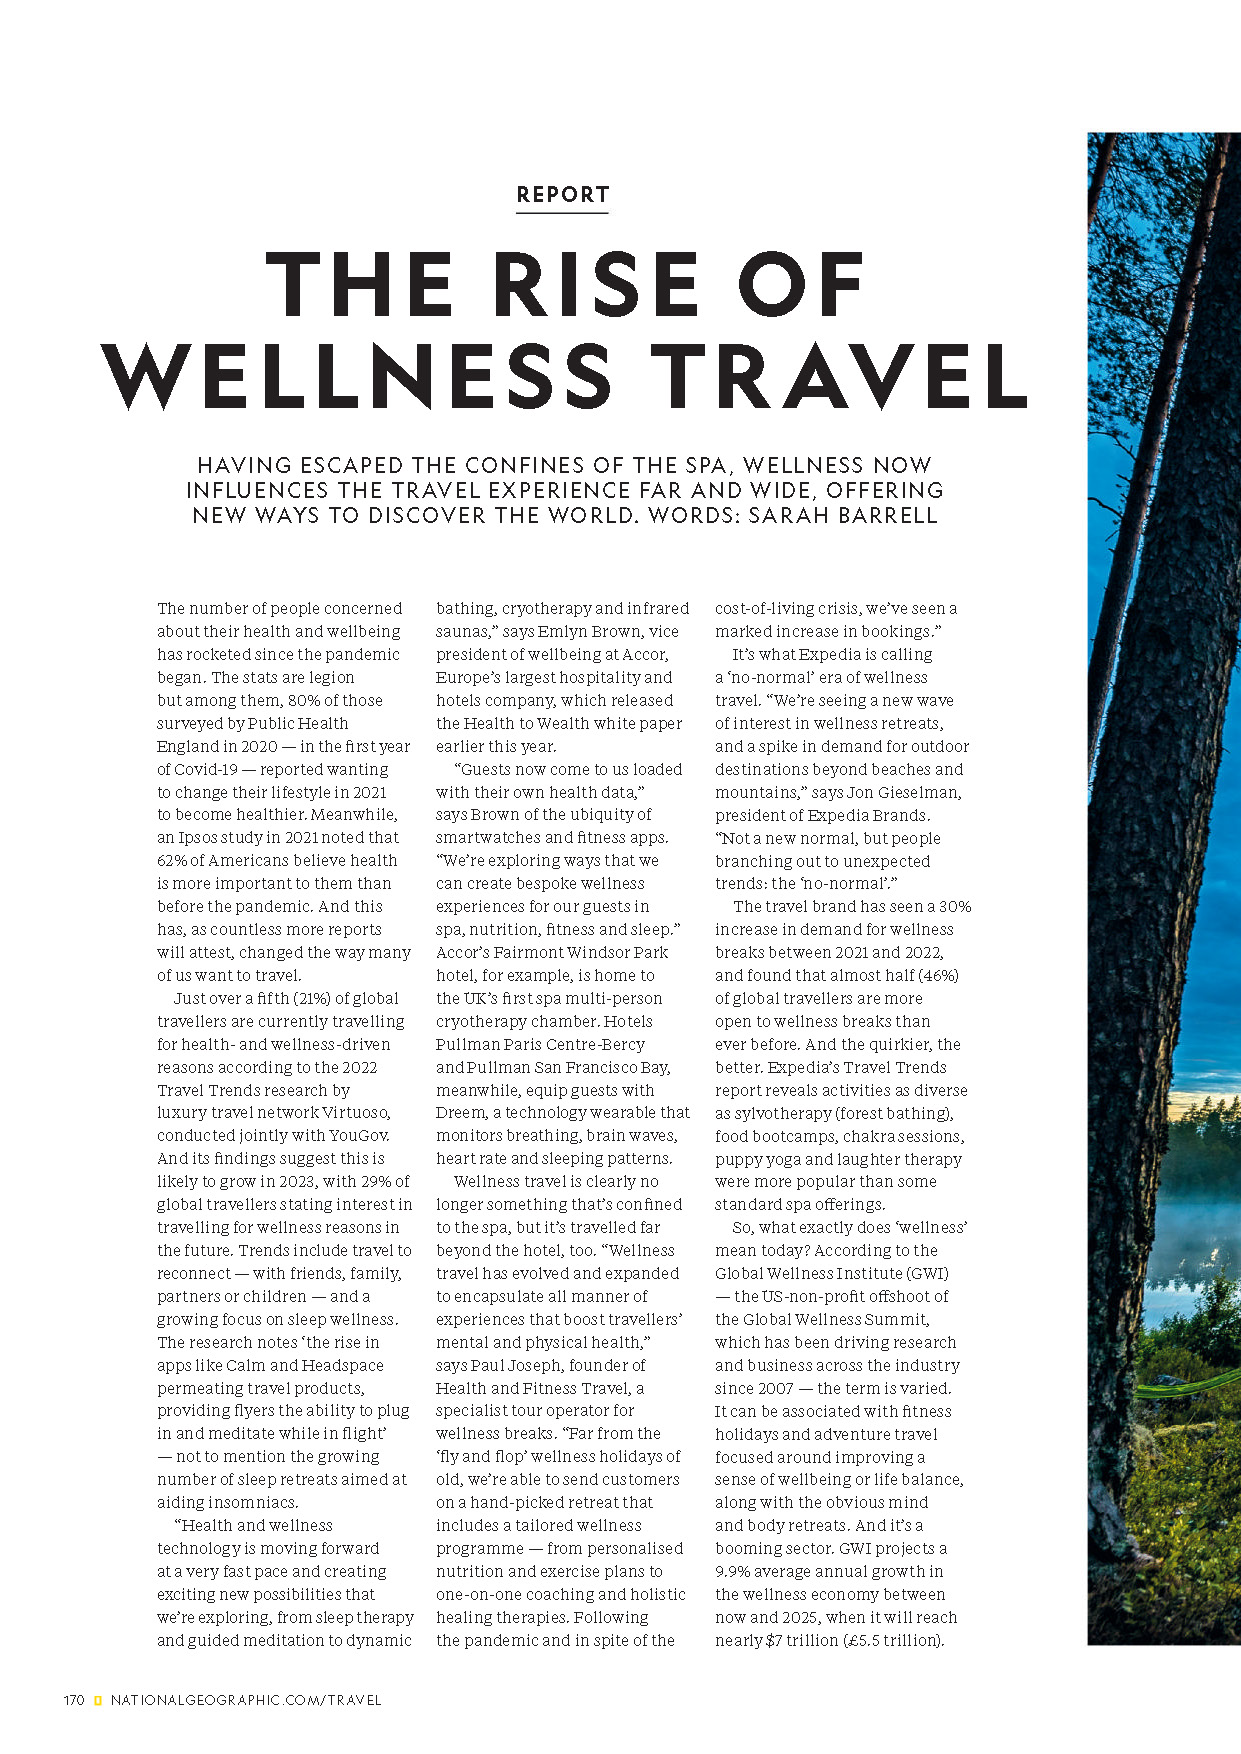 REPORT
THE RISE OF
WELLNESS TRAVEL
HAVING ESCAPED THE CONFINES OF THE SPA, WELLNESS NOW
INFLUENCES THE TRAVEL EXPERIENCE FAR AND WIDE, OFFERING
NEW WAYS TO DISCOVER THE WORLD. WORDS: SARAH BARRELL
The number of people concerned
about their health and wellbeing
has rocketed since the pandemic
began. The stats are legion
but among them, 80% of those
surveyed by Public Health
England in 2020 — in the first year
of Covid-19 — reported wanting
to change their lifestyle in 2021
to become healthier. Meanwhile,
an Ipsos study in 2021 noted that
62% of Americans believe health
is more important to them than
before the pandemic. And this
has, as countless more reports
will attest, changed the way many
of us want to travel.
Just over a fifth (21%) of global
travellers are currently travelling
for health- and wellness-driven
reasons according to the 2022
Travel Trends research by
luxury travel network Virtuoso,
conducted jointly with YouGov.
And its findings suggest this is
likely to grow in 2023, with 29% of
global travellers stating interest in
travelling for wellness reasons in
the future. Trends include travel to
reconnect — with friends, family,
partners or children — and a
growing focus on sleep wellness.
The research notes ‘the rise in
apps like Calm and Headspace
permeating travel products,
providing flyers the ability to plug
in and meditate while in flight’
— not to mention the growing
number of sleep retreats aimed at
aiding insomniacs.
“Health and wellness
technology is moving forward
at a very fast pace and creating
exciting new possibilities that
we’re exploring, from sleep therapy
and guided meditation to dynamic
bathing, cryotherapy and infrared
saunas,” says Emlyn Brown, vice
president of wellbeing at Accor,
Europe’s largest hospitality and
hotels company, which released
the Health to Wealth white paper
earlier this year.
“Guests now come to us loaded
with their own health data,”
says Brown of the ubiquity of
smartwatches and fitness apps.
“We’re exploring ways that we
can create bespoke wellness
experiences for our guests in
spa, nutrition, fitness and sleep.”
Accor’s Fairmont Windsor Park
hotel, for example, is home to
the UK’s first spa multi-person
cryotherapy chamber. Hotels
Pullman Paris Centre-Bercy
and Pullman San Francisco Bay,
meanwhile, equip guests with
Dreem, a technology wearable that
monitors breathing, brain waves,
heart rate and sleeping patterns.
Wellness travel is clearly no
longer something that’s confined
to the spa, but it’s travelled far
beyond the hotel, too. “Wellness
travel has evolved and expanded
to encapsulate all manner of
experiences that boost travellers’
mental and physical health,”
says Paul Joseph, founder of
Health and Fitness Travel, a
specialist tour operator for
wellness breaks. “Far from the
‘fly and flop’ wellness holidays of
old, we’re able to send customers
on a hand-picked retreat that
includes a tailored wellness
programme — from personalised
nutrition and exercise plans to
one-on-one coaching and holistic
healing therapies. Following
the pandemic and in spite of the
cost-of-living crisis, we’ve seen a
marked increase in bookings.”
It’s what Expedia is calling
a ‘no-normal’ era of wellness
travel. “We’re seeing a new wave
of interest in wellness retreats,
and a spike in demand for outdoor
destinations beyond beaches and
mountains,” says Jon Gieselman,
president of Expedia Brands.
“Not a new normal, but people
branching out to unexpected
trends: the ‘no-normal’.”
The travel brand has seen a 30%
increase in demand for wellness
breaks between 2021 and 2022,
and found that almost half (46%)
of global travellers are more
open to wellness breaks than
ever before. And the quirkier, the
better. Expedia’s Travel Trends
report reveals activities as diverse
as sylvotherapy (forest bathing),
food bootcamps, chakra sessions,
puppy yoga and laughter therapy
were more popular than some
standard spa offerings.
So, what exactly does ‘wellness’
mean today? According to the
Global Wellness Institute (GWI)
— the US-non-profit offshoot of
the Global Wellness Summit,
which has been driving research
and business across the industry
since 2007 — the term is varied.
It can be associated with fitness
holidays and adventure travel
focused around improving a
sense of wellbeing or life balance,
along with the obvious mind
and body retreats. And it’s a
booming sector. GWI projects a
9.9% average annual growth in
the wellness economy between
now and 2025, when it will reach
nearly $7 trillion (£5.5 trillion).
170 NATIONALGEOGRAPHIC.COM/TRAVEL